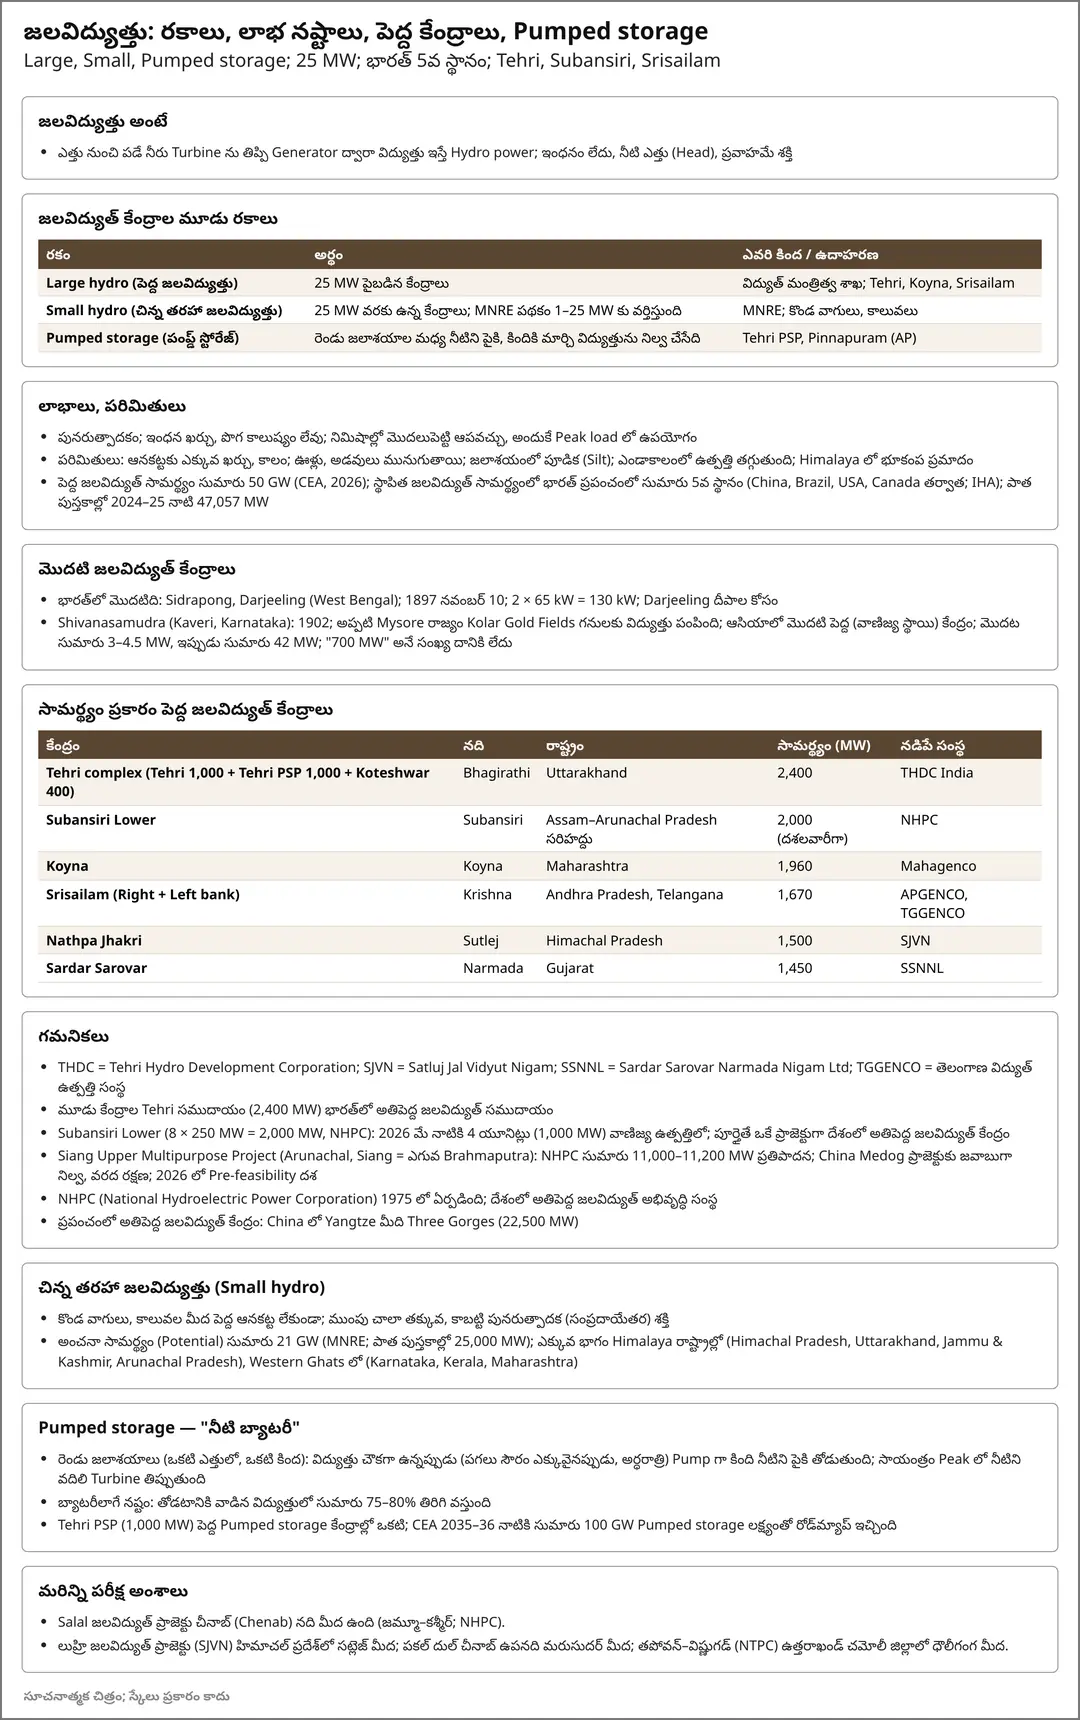 జలవిద్యుత్తు: రకాలు, లాభ నష్టాలు, పెద్ద కేంద్రాలు, Pumped storage
Large, Small, Pumped storage; 25 MW; భారత్ 5వ స్థానం; Tehri, Subansiri, Srisailam
జలవిద్యుత్తు అంటే
• ఎత్తు నుంచి పడే నీరు Turbine ను తిప్పి Generator ద్వారా విద్యుత్తు ఇస్తే Hydro power; ఇంధనం లేదు, నీటి ఎత్తు (Head), ప్రవాహమే శక్తి
జలవిద్యుత్ కేంద్రాల మూడు రకాలు
రకం అర్థం ఎవరి కింద / ఉదాహరణ
Large hydro (పెద్ద జలవిద్యుత్తు) 25 MW పైబడిన కేంద్రాలు విద్యుత్ మంత్రిత్వ శాఖ; Tehri, Koyna, Srisailam
Small hydro (చిన్న తరహా జలవిద్యుత్తు) 25 MW వరకు ఉన్న కేంద్రాలు; MNRE పథకం 1–25 MW కు వర్తిస్తుంది MNRE; కొండ వాగులు, కాలువలు
Pumped storage (పంప్డ్ స్టోరేజ్) రెండు జలాశయాల మధ్య నీటిని పైకి, కిందికి మార్చి విద్యుత్తును నిల్వ చేసేది Tehri PSP, Pinnapuram (AP)
లాభాలు, పరిమితులు
• పునరుత్పాదకం; ఇంధన ఖర్చు, పొగ కాలుష్యం లేవు; నిమిషాల్లో మొదలుపెట్టి ఆపవచ్చు, అందుకే Peak load లో ఉపయోగం
• పరిమితులు: ఆనకట్టకు ఎక్కువ ఖర్చు, కాలం; ఊళ్లు, అడవులు మునుగుతాయి; జలాశయంలో పూడిక (Silt); ఎండాకాలంలో ఉత్పత్తి తగ్గుతుంది; Himalaya లో భూకంప ప్రమాదం
• పెద్ద జలవిద్యుత్ సామర్థ్యం సుమారు 50 GW (CEA, 2026); స్థాపిత జలవిద్యుత్ సామర్థ్యంలో భారత్ ప్రపంచంలో సుమారు 5వ స్థానం (China, Brazil, USA, Canada తర్వాత; IHA); పాత
పుస్తకాల్లో 2024–25 నాటి 47,057 MW
మొదటి జలవిద్యుత్ కేంద్రాలు
• భారత్‌లో మొదటిది: Sidrapong, Darjeeling (West Bengal); 1897 నవంబర్ 10; 2 × 65 kW = 130 kW; Darjeeling దీపాల కోసం
• Shivanasamudra (Kaveri, Karnataka): 1902; అప్పటి Mysore రాజ్యం Kolar Gold Fields గనులకు విద్యుత్తు పంపింది; ఆసియాలో మొదటి పెద్ద (వాణిజ్య స్థాయి) కేంద్రం; మొదట
సుమారు 3–4.5 MW, ఇప్పుడు సుమారు 42 MW; "700 MW" అనే సంఖ్య దానికి లేదు
సామర్థ్యం ప్రకారం పెద్ద జలవిద్యుత్ కేంద్రాలు
కేంద్రం నది రాష్ట్రం సామర్థ్యం (MW) నడిపే సంస్థ
Tehri complex (Tehri 1,000 + Tehri PSP 1,000 + Koteshwar Bhagirathi Uttarakhand 2,400 THDC India
400)
Subansiri Lower Subansiri Assam–Arunachal Pradesh 2,000 NHPC
సరిహద్దు (దశలవారీగా)
Koyna Koyna Maharashtra 1,960 Mahagenco
Srisailam (Right + Left bank) Krishna Andhra Pradesh, Telangana 1,670 APGENCO,
TGGENCO
Nathpa Jhakri Sutlej Himachal Pradesh 1,500 SJVN
Sardar Sarovar Narmada Gujarat 1,450 SSNNL
గమనికలు
• THDC = Tehri Hydro Development Corporation; SJVN = Satluj Jal Vidyut Nigam; SSNNL = Sardar Sarovar Narmada Nigam Ltd; TGGENCO = తెలంగాణ విద్యుత్
ఉత్పత్తి సంస్థ
• మూడు కేంద్రాల Tehri సముదాయం (2,400 MW) భారత్‌లో అతిపెద్ద జలవిద్యుత్ సముదాయం
• Subansiri Lower (8 × 250 MW = 2,000 MW, NHPC): 2026 మే నాటికి 4 యూనిట్లు (1,000 MW) వాణిజ్య ఉత్పత్తిలో; పూర్తైతే ఒకే ప్రాజెక్టుగా దేశంలో అతిపెద్ద జలవిద్యుత్ కేంద్రం
• Siang Upper Multipurpose Project (Arunachal, Siang = ఎగువ Brahmaputra): NHPC సుమారు 11,000–11,200 MW ప్రతిపాదన; China Medog ప్రాజెక్టుకు జవాబుగా
నిల్వ, వరద రక్షణ; 2026 లో Pre-feasibility దశ
• NHPC (National Hydroelectric Power Corporation) 1975 లో ఏర్పడింది; దేశంలో అతిపెద్ద జలవిద్యుత్ అభివృద్ధి సంస్థ
• ప్రపంచంలో అతిపెద్ద జలవిద్యుత్ కేంద్రం: China లో Yangtze మీది Three Gorges (22,500 MW)
చిన్న తరహా జలవిద్యుత్తు (Small hydro)
• కొండ వాగులు, కాలువల మీద పెద్ద ఆనకట్ట లేకుండా; ముంపు చాలా తక్కువ, కాబట్టి పునరుత్పాదక (సంప్రదాయేతర) శక్తి
• అంచనా సామర్థ్యం (Potential) సుమారు 21 GW (MNRE; పాత పుస్తకాల్లో 25,000 MW); ఎక్కువ భాగం Himalaya రాష్ట్రాల్లో (Himachal Pradesh, Uttarakhand, Jammu &
Kashmir, Arunachal Pradesh), Western Ghats లో (Karnataka, Kerala, Maharashtra)
Pumped storage — "నీటి బ్యాటరీ"
• రెండు జలాశయాలు (ఒకటి ఎత్తులో, ఒకటి కింద): విద్యుత్తు చౌకగా ఉన్నప్పుడు (పగలు సౌరం ఎక్కువైనప్పుడు, అర్ధరాత్రి) Pump గా కింది నీటిని పైకి తోడుతుంది; సాయంత్రం Peak లో నీటిని
వదిలి Turbine తిప్పుతుంది
• బ్యాటరీలాగే నష్టం: తోడటానికి వాడిన విద్యుత్తులో సుమారు 75–80% తిరిగి వస్తుంది
• Tehri PSP (1,000 MW) పెద్ద Pumped storage కేంద్రాల్లో ఒకటి; CEA 2035–36 నాటికి సుమారు 100 GW Pumped storage లక్ష్యంతో రోడ్‌మ్యాప్ ఇచ్చింది
మరిన్ని పరీక్ష అంశాలు
• Salal జలవిద్యుత్ ప్రాజెక్టు చీనాబ్ (Chenab) నది మీద ఉంది (జమ్మూ–కశ్మీర్; NHPC).
• లుహ్రి జలవిద్యుత్ ప్రాజెక్టు (SJVN) హిమాచల్ ప్రదేశ్‌లో సట్లెజ్ మీద; పకల్ దుల్ చీనాబ్ ఉపనది మరుసుదర్ మీద; తపోవన్–విష్ణుగడ్ (NTPC) ఉత్తరాఖండ్ చమోలీ జిల్లాలో ధౌలీగంగ మీద.
సూచనాత్మక చిత్రం; స్కేలు ప్రకారం కాదు